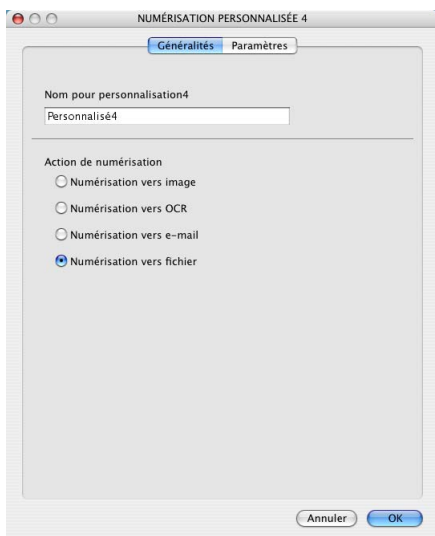 NUMÉRISATION PERSONNALISÉE 4
Généralités Paramètres
Nom pour personnalisation4
Personnalisé4
Action de numérisation
Numérisation vers image
Numérisation vers OCR
Numérisation vers e-mail
Numérisation vers fichier
Annuler OK